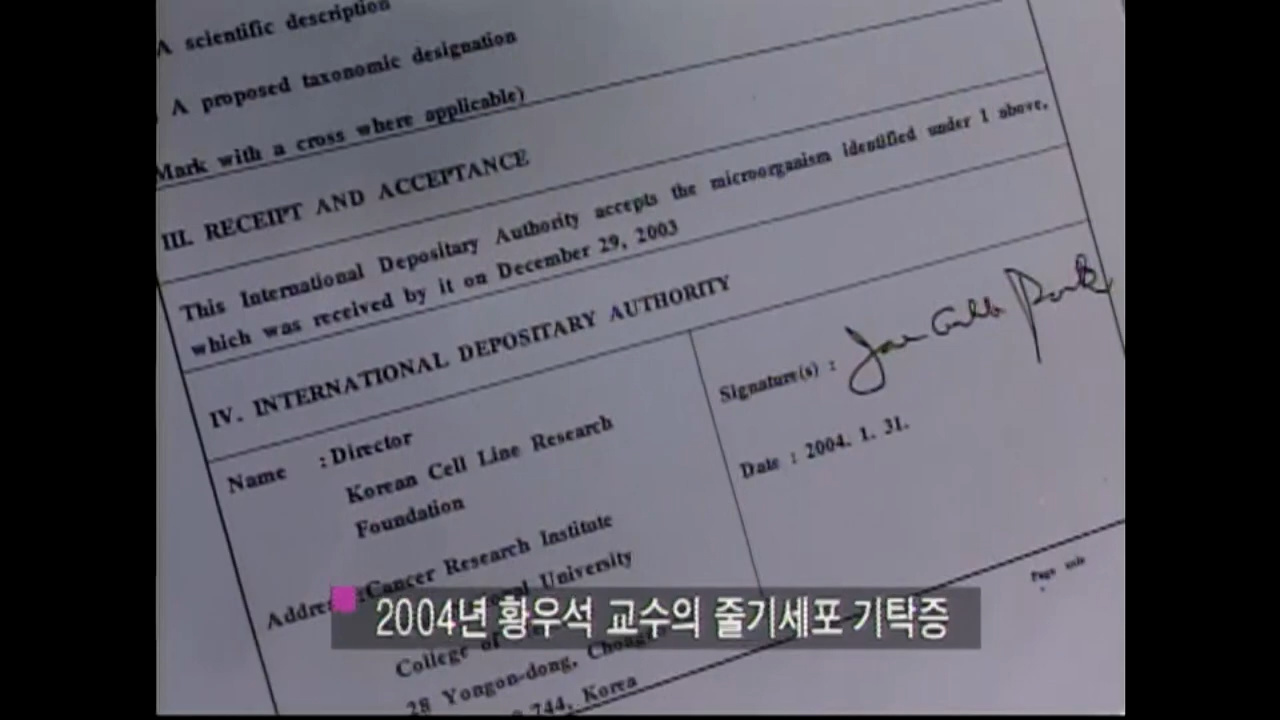 A scientific description
A proposed taxonomic designation
Mark with a cross where applicable)
III. RECEIPT AND ACCEPTANCE
This International Depositary Authority accepts the microorganism identified under 1 above,
which was received by it on December 29, 2003
IV. INTERNATIONAL DEPOSITARY AUTHORITY
Name : Director
Korean Cell Line Research
Foundation
Cancer Research Institute
University
College of
28 Yongon-dong,
744, Korea
Signature(s) :
Date : 2004. 1. 31.
2004년 황우석 교수의 줄기세포 기탁증